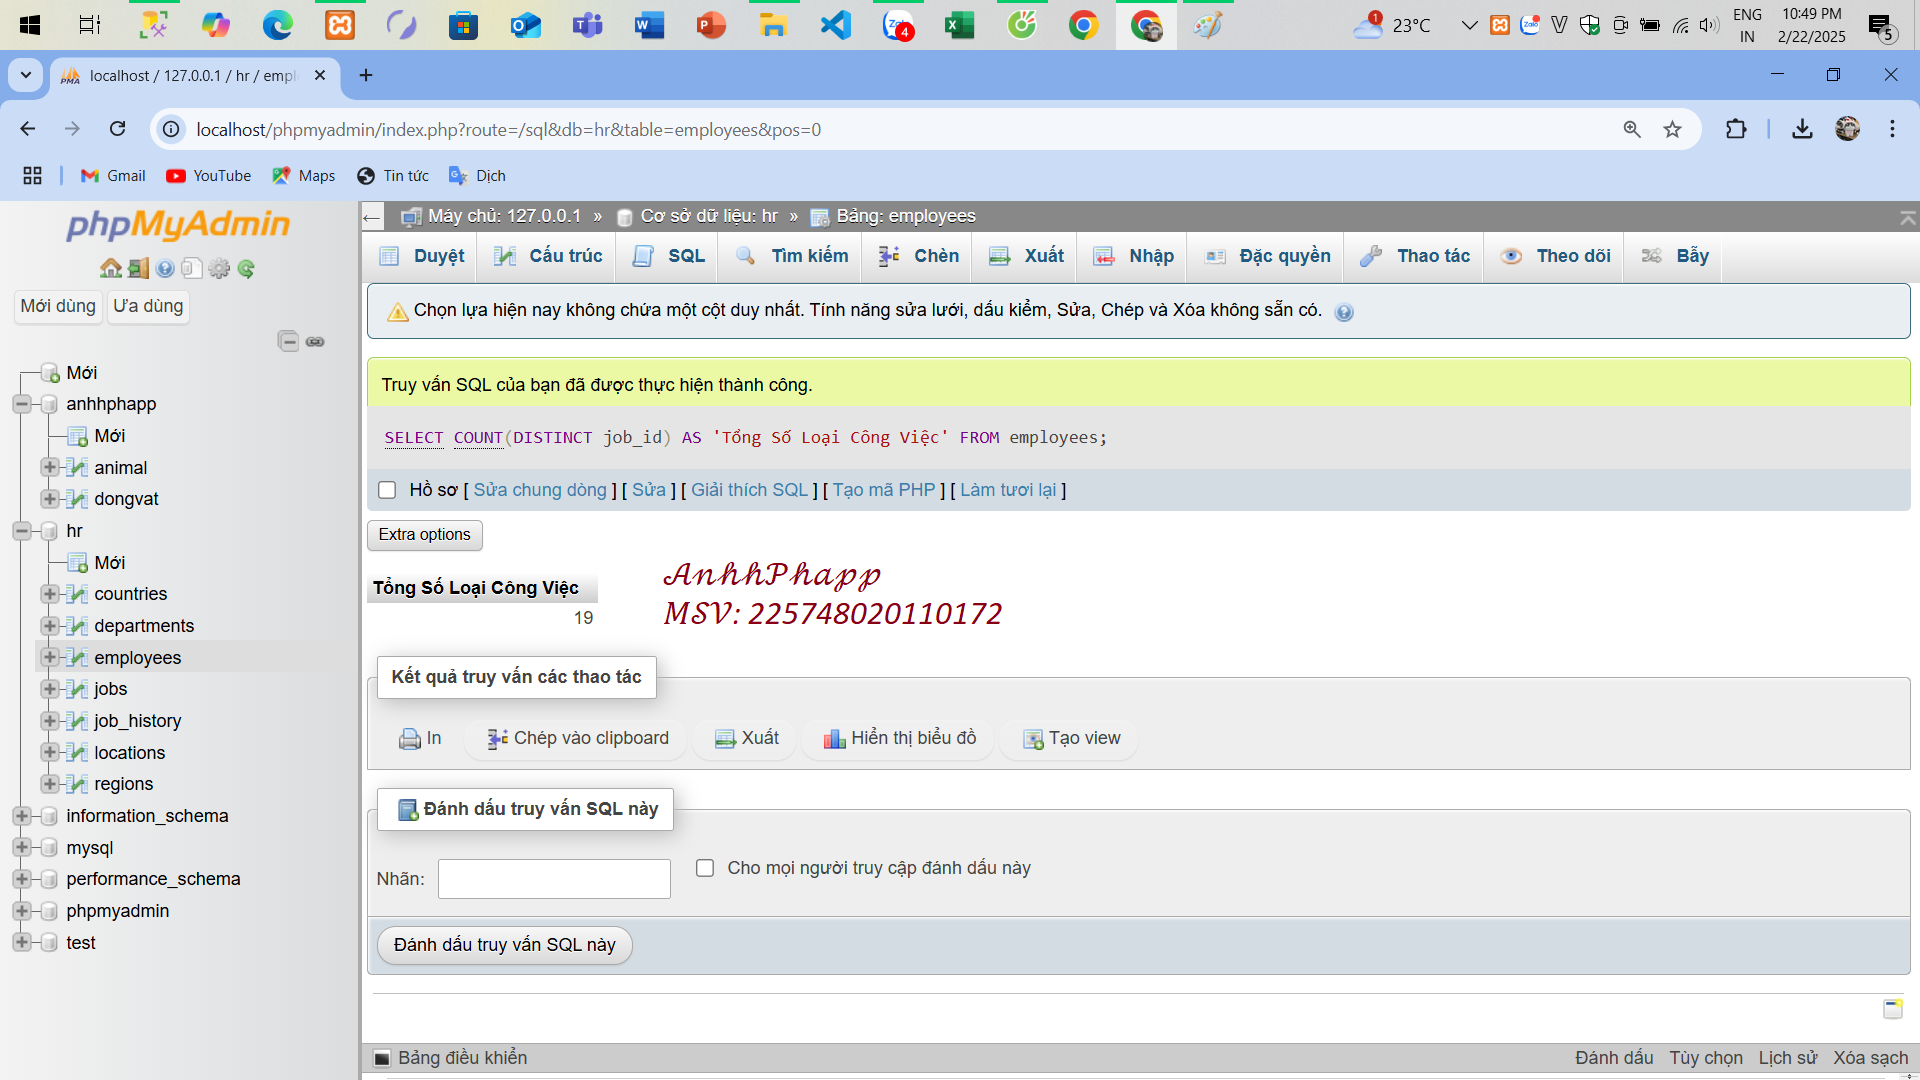 4
1
23°C
ENG
IN
10:49 PM
2/22/2025
5
PMA
localhost / 127.0.0.1 / hr / empl
localhost/phpmyadmin/index.php?route=/sql&db=hr&table=employees&pos=0
Gmail
YouTube
Maps
Tin tức
Dịch
phpMyAdmin
Mới dùng
Ưa dùng
Mới
anhhphapp
Mới
animal
dongvat
hr
Mới
countries
departments
employees
jobs
job_history
locations
regions
information_schema
mysql
performance_schema
phpmyadmin
test
Máy chủ: 127.0.0.1 » Cơ sở dữ liệu: hr » Bảng: employees
Duyệt
Cấu trúc
SQL
Tìm kiếm
Chèn
Xuất
Nhập
Đặc quyền
Thao tác
Theo dõi
Bẫy
Chọn lựa hiện nay không chứa một cột duy nhất. Tính năng sửa lưới, dấu kiểm, Sửa, Chép và Xóa không sẵn có.
Truy vấn SQL của bạn đã được thực hiện thành công.
SELECT COUNT(DISTINCT job_id) AS 'Tổng Số Loại Công Việc' FROM employees;
Hồ sơ [ Sửa chung dòng ] [ Sửa ] [ Giải thích SQL ] [ Tạo mã PHP ] [ Làm tươi lại ]
Extra options
Tổng Số Loại Công Việc
19
AnhhPhapp
MSV: 225748020110172
Kết quả truy vấn các thao tác
In
Chép vào clipboard
Xuất
Hiển thị biểu đồ
Tạo view
Đánh dấu truy vấn SQL này
Nhãn:
Cho mọi người truy cập đánh dấu này
Đánh dấu truy vấn SQL này
Bảng điều khiển
Đánh dấu
Tùy chọn
Lịch sử
Xóa sạch